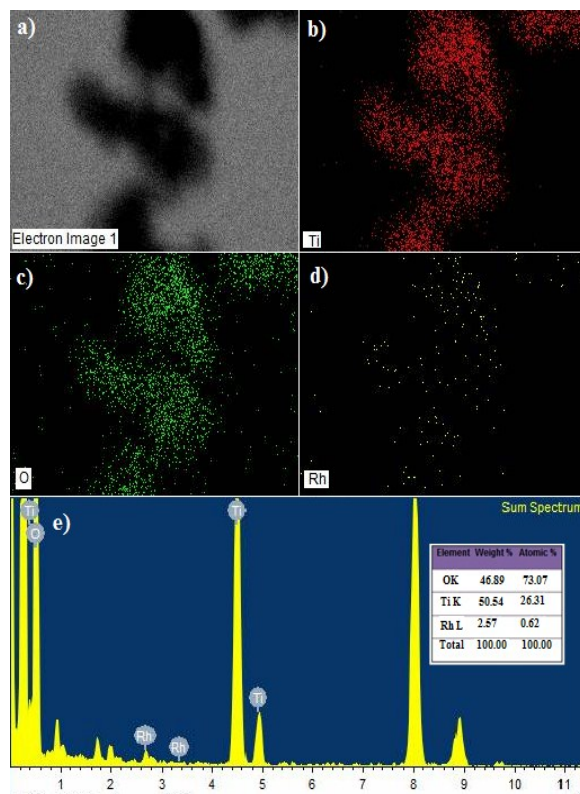 a)
Electron Image 1
b)
Ti
c)
O
d)
Rh
e)
Sum Spectrum
Ti
O
Ti
Ti
Rh
Rh
Element Weight % Atomic %
OK 46.89 73.07
Ti K 50.54 26.31
Rh L 2.57 0.62
Total 100.00 100.00
1 2 3 4 5 6 7 8 9 10 11